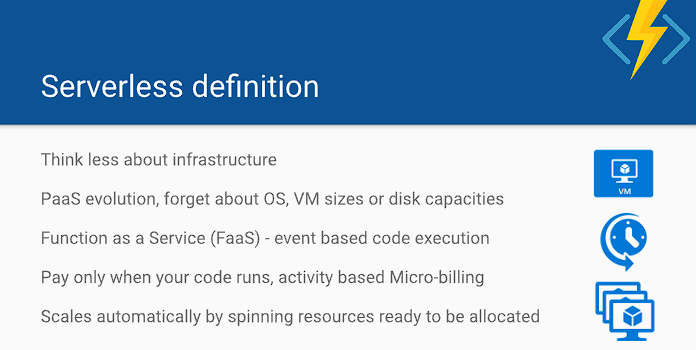 Serverless definition
Think less about infrastructure
PaaS evolution, forget about OS, VM sizes or disk capacities
VM
Function as a Service (FaaS) - event based code execution
Pay only when your code runs, activity based Micro-billing
Scales automatically by spinning resources ready to be allocated